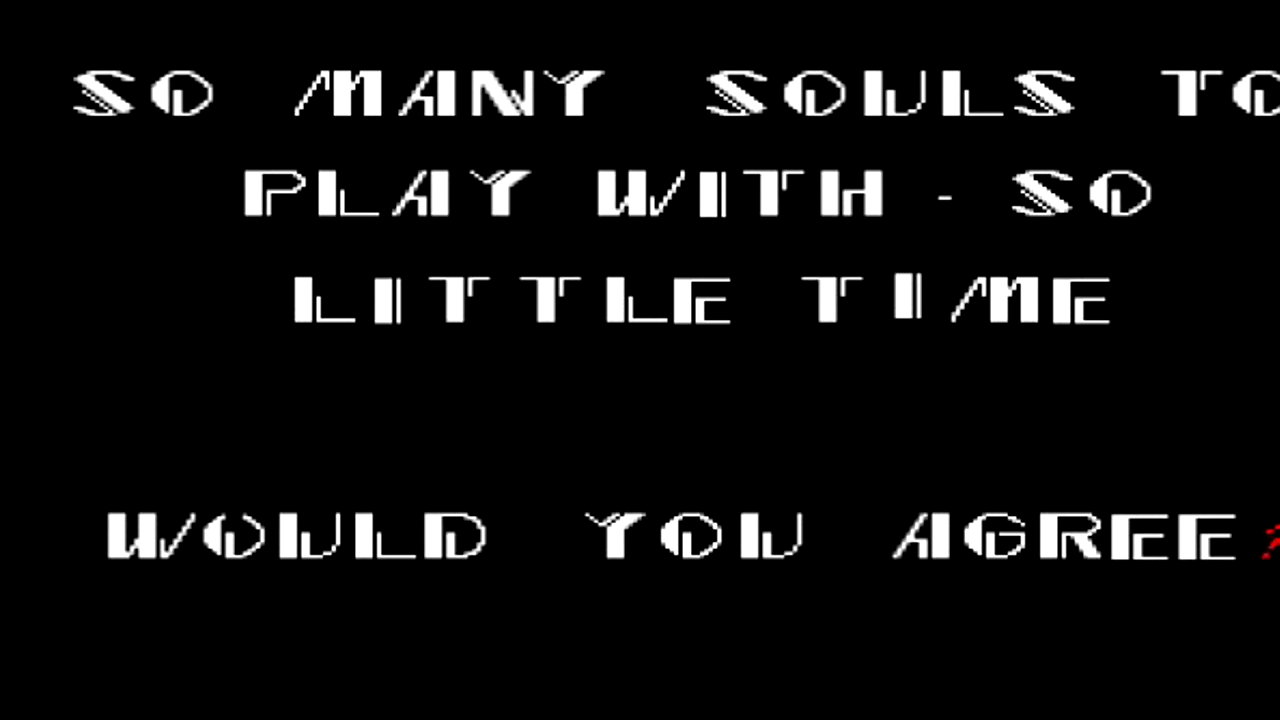 SO MANY SOULS TO
PLAY WITH - SO
LITTLE TIME
WOULD YOU AGREE?